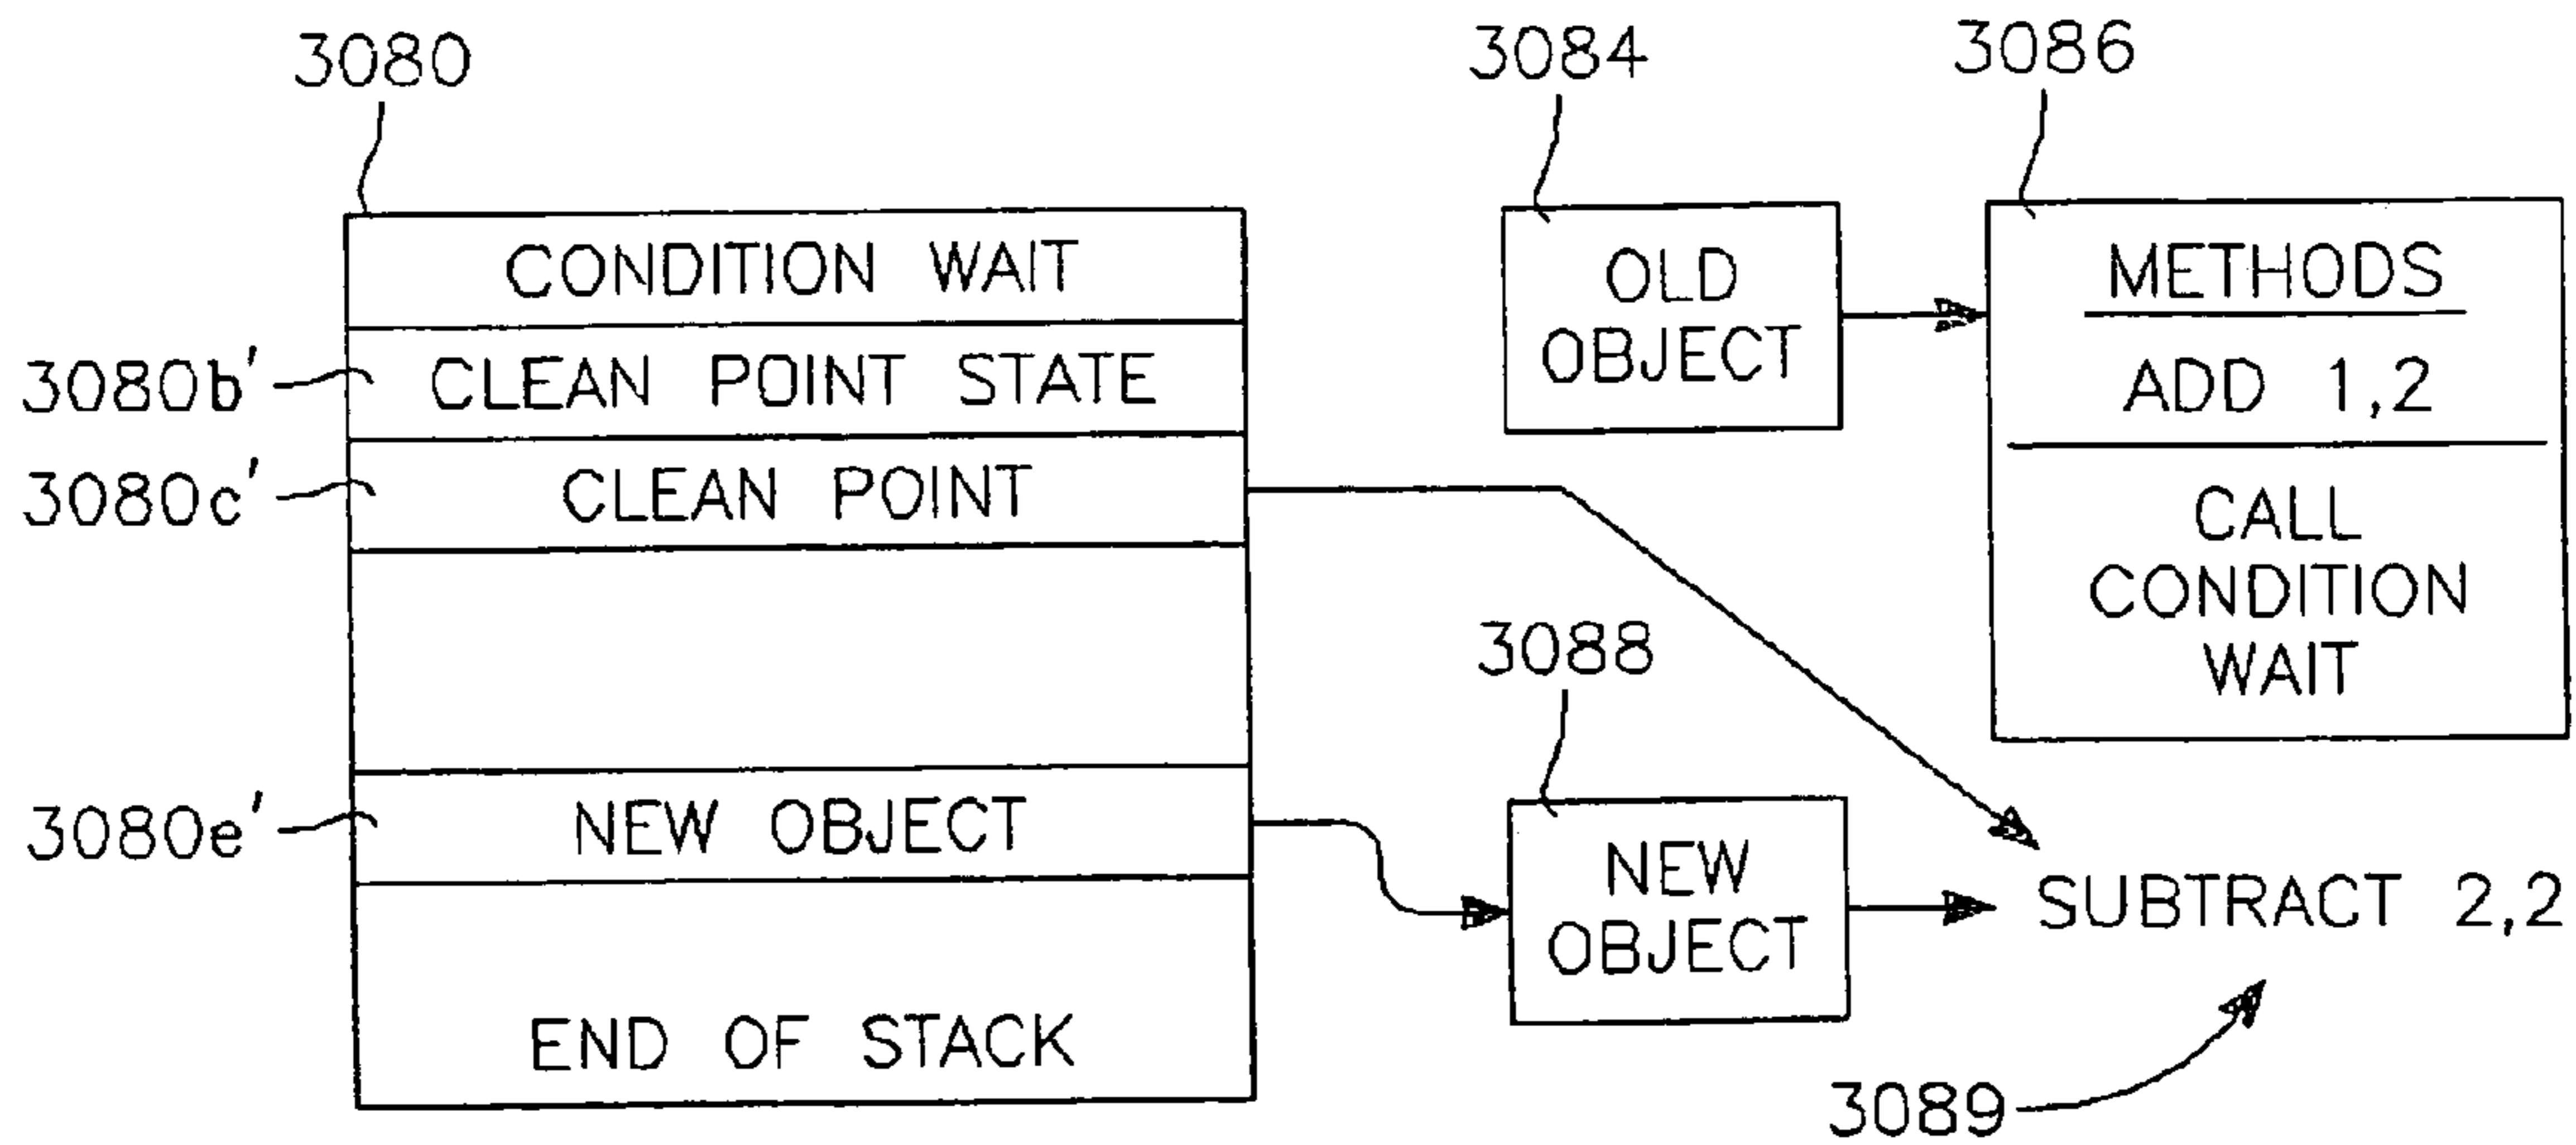 3080
3084
3086
CONDITION WAIT
3080b' CLEAN POINT STATE
3080c' CLEAN POINT
3080e' NEW OBJECT
END OF STACK
OLD
OBJECT
METHODS
ADD 1,2
CALL
CONDITION
WAIT
3088
NEW
OBJECT
SUBTRACT 2,2
3089